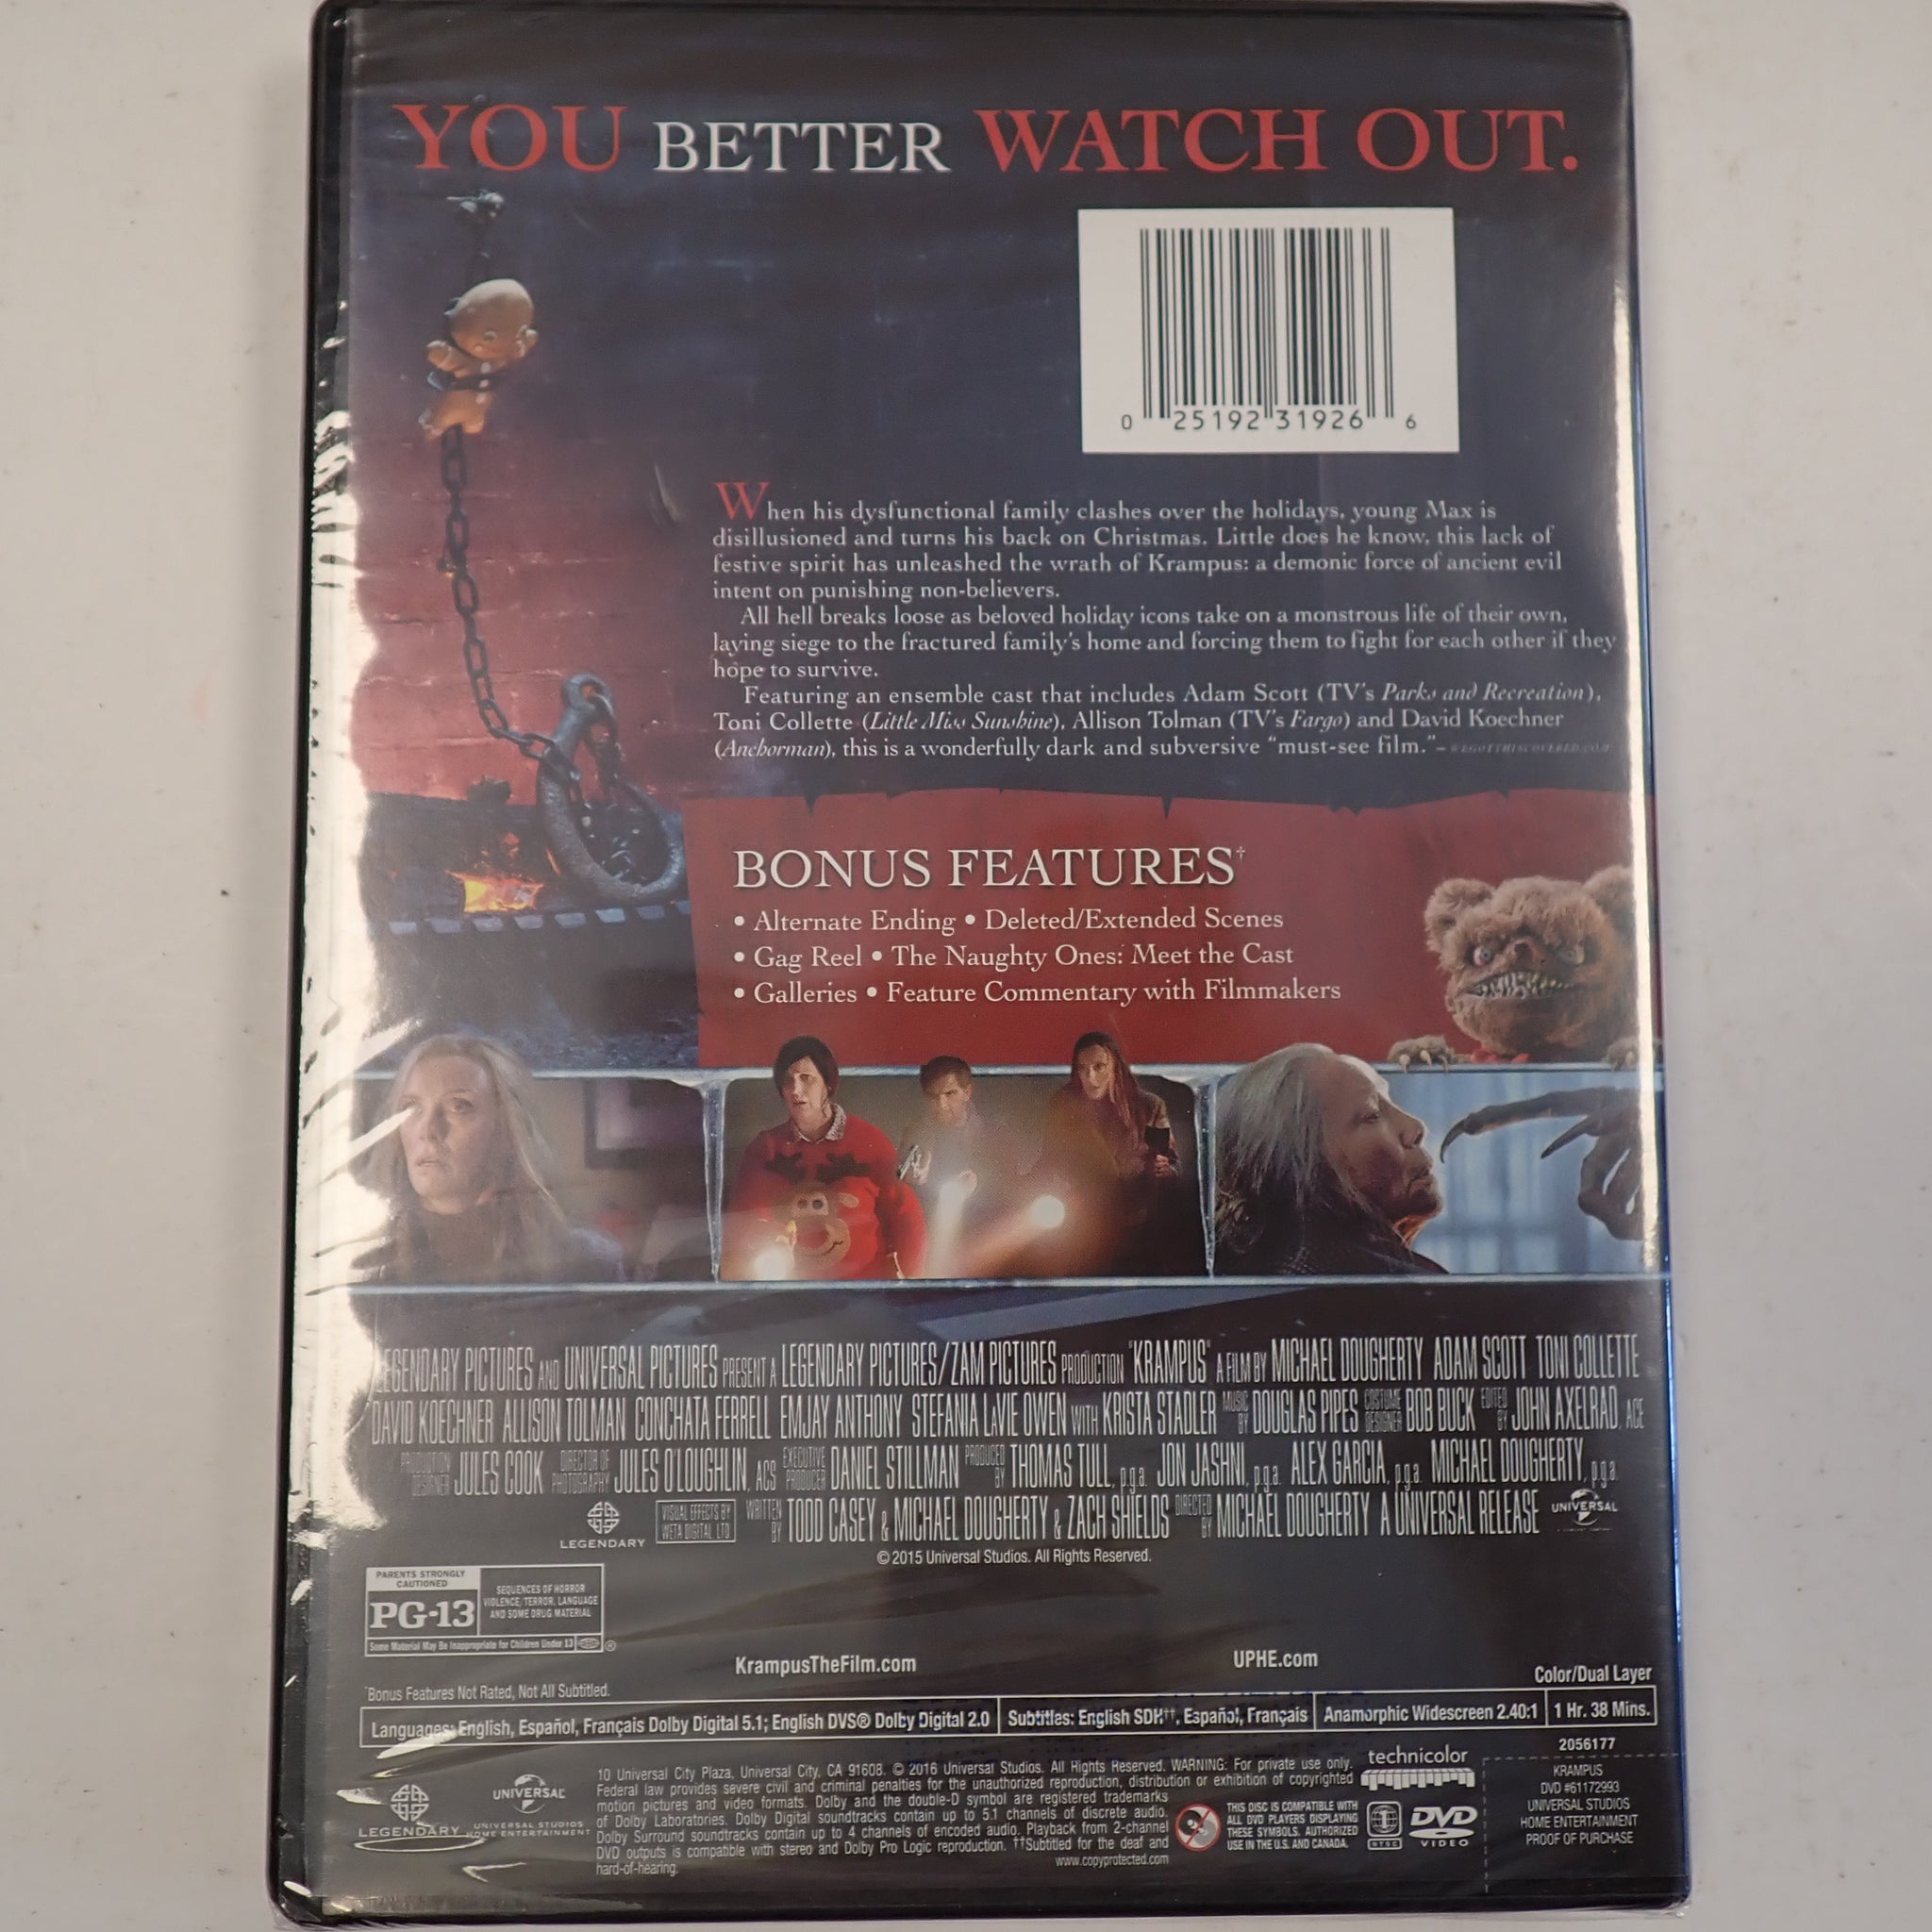 YOU BETTER WATCH OUT.
0 25192 31926 6
When his dysfunctional family clashes over the holidays, young Max is
disillusioned and turns his back on Christmas. Little does he know, this lack of
festive spirit has unleashed the wrath of Krampus: a demonic force of ancient evil
intent on punishing non-believers.
All hell breaks loose as beloved holiday icons take on a monstrous life of their own,
laying siege to the fractured family's home and forcing them to fight for each other if they
hope to survive.
Featuring an ensemble cast that includes Adam Scott (TV's Parks and Recreation),
Toni Collette (Little Miss Sunshine), Allison Tolman (TV's Fargo) and David Koechner
(Anchorman), this is a wonderfully dark and subversive "must-see film."– WEGOTTHISCOVERED.COM
BONUS FEATURES†
• Alternate Ending • Deleted/Extended Scenes
• Gag Reel • The Naughty Ones: Meet the Cast
• Galleries • Feature Commentary with Filmmakers
LEGENDARY PICTURES AND UNIVERSAL PICTURES PRESENT A LEGENDARY PICTURES/ZAM PICTURES PRODUCTION "KRAMPUS" A FILM BY MICHAEL DOUGHERTY ADAM SCOTT TONI COLLETTE
DAVID KOECHNER ALLISON TOLMAN CONCHATA FERRELL EMJAY ANTHONY STEFANIA LaVIE OWEN WITH KRISTA STADLER MUSIC BY DOUGLAS PIPES COSTUME DESIGNER BOB BUCK EDITED BY JOHN AXELRAD, ACE
PRODUCTION DESIGNER JULES COOK DIRECTOR OF PHOTOGRAPHY JULES O'LOUGHLIN, ACS EXECUTIVE PRODUCER DANIEL STILLMAN PRODUCED BY THOMAS TULL, p.g.a. JON JASHNI, p.g.a. ALEX GARCIA, p.g.a. MICHAEL DOUGHERTY, p.g.a.
LEGENDARY VISUAL EFFECTS BY WETA DIGITAL LTD WRITTEN BY TODD CASEY & MICHAEL DOUGHERTY & ZACH SHIELDS DIRECTED BY MICHAEL DOUGHERTY A UNIVERSAL RELEASE UNIVERSAL
©2015 Universal Studios. All Rights Reserved.
PARENTS STRONGLY
CAUTIONED
PG-13
SEQUENCES OF HORROR
VIOLENCE/TERROR, LANGUAGE
AND SOME DRUG MATERIAL
Some Material May Be Inappropriate for Children Under 13 ®
KrampusTheFilm.com
UPHE.com
Color/Dual Layer
†Bonus Features Not Rated, Not All Subtitled.
Languages: English, Español, Français Dolby Digital 5.1; English DVS® Dolby Digital 2.0
Subtitles: English SDH††, Español, Français
Anamorphic Widescreen 2.40:1
1 Hr. 38 Mins.
LEGENDARY
UNIVERSAL
UNIVERSAL STUDIOS
HOME ENTERTAINMENT
10 Universal City Plaza, Universal City, CA 91608. © 2016 Universal Studios. All Rights Reserved. WARNING: For private use only.
Federal law provides severe civil and criminal penalties for the unauthorized reproduction, distribution or exhibition of copyrighted
motion pictures and video formats. Dolby and the double-D symbol are registered trademarks
of Dolby Laboratories. Dolby Digital soundtracks contain up to 5.1 channels of discrete audio.
Dolby Surround soundtracks contain up to 4 channels of encoded audio. Playback from 2-channel
DVD outputs is compatible with stereo and Dolby Pro Logic reproduction. ††Subtitled for the deaf and
hard-of-hearing.
www.copyprotected.com
technicolor
THIS DISC IS COMPATIBLE WITH
ALL DVD PLAYERS DISPLAYING
THESE SYMBOLS. AUTHORIZED
USE IN THE U.S. AND CANADA.
1
NTSC
DVD
VIDEO
2056177
KRAMPUS
DVD #61172993
UNIVERSAL STUDIOS
HOME ENTERTAINMENT
PROOF OF PURCHASE